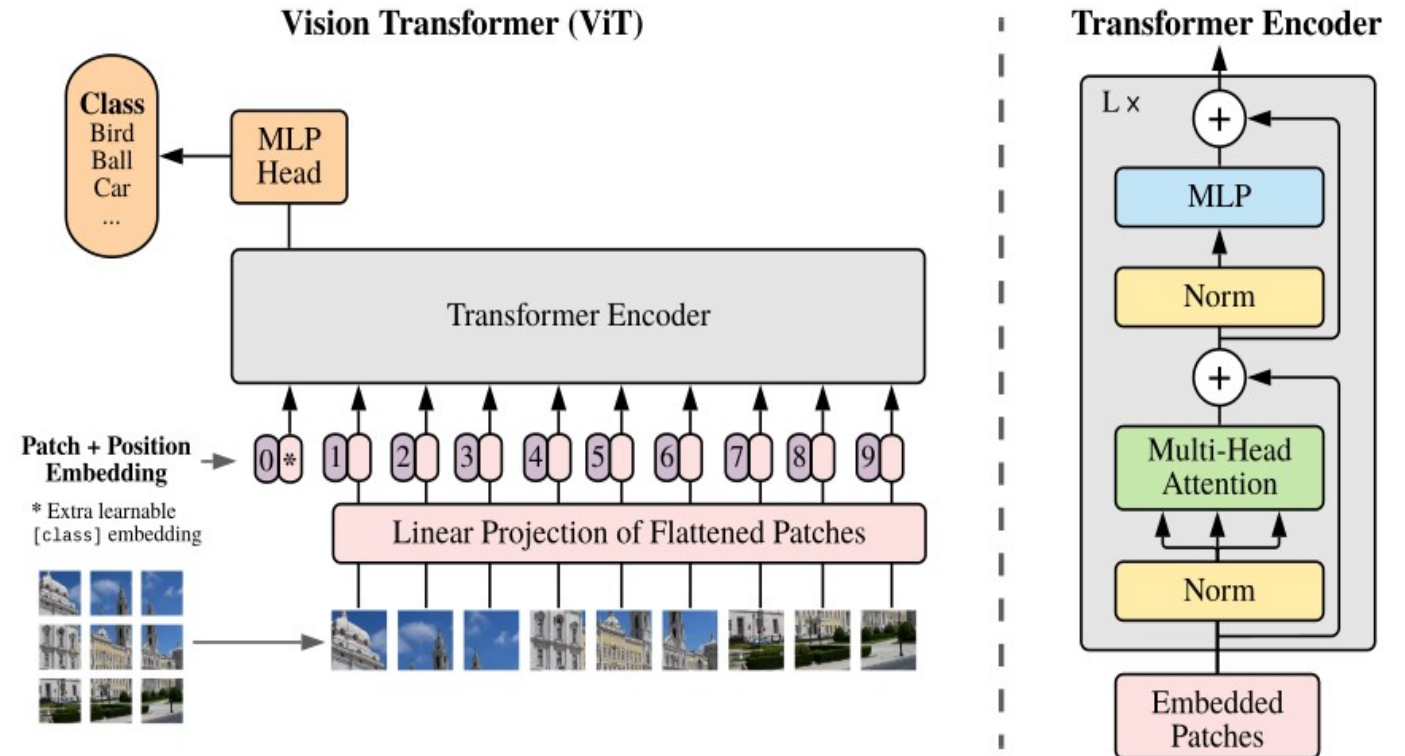 Vision Transformer (ViT)
Class
Bird
Ball
Car
...
MLP
Head
Transformer Encoder
Patch + Position
Embedding
0 * 1 2 3 4 5 6 7 8 9
* Extra learnable
[class] embedding
Linear Projection of Flattened Patches
Transformer Encoder
L x
+
MLP
Norm
+
Multi-Head
Attention
Norm
Embedded
Patches